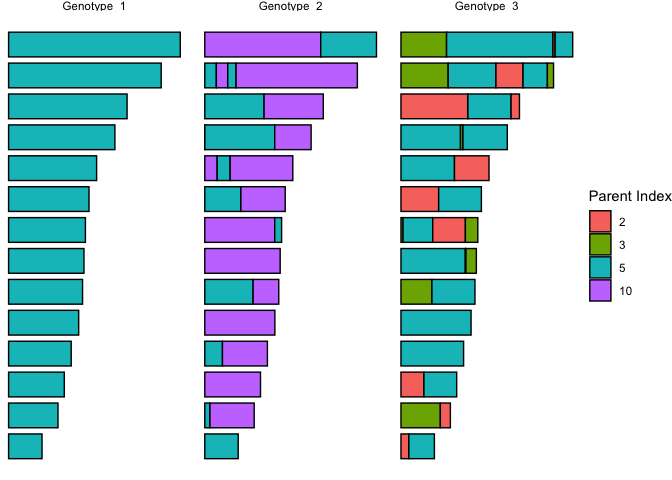 Genotype 1
Genotype 2
Genotype 3
Parent Index
2
3
5
10